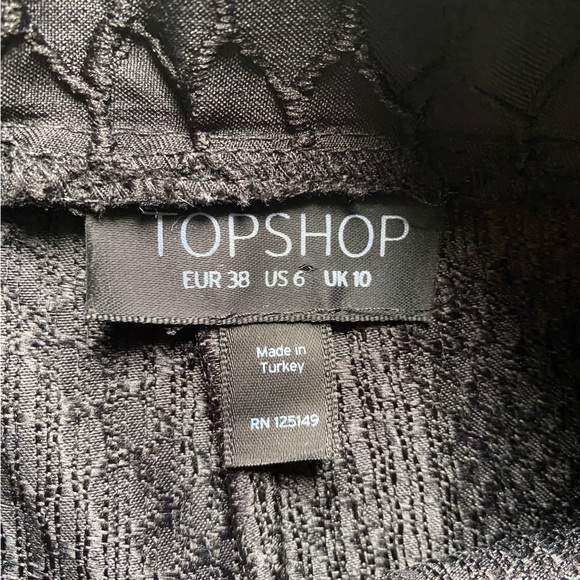 TOPSHOP
EUR 38 US 6 UK 10
Made in
Turkey
RN 125149